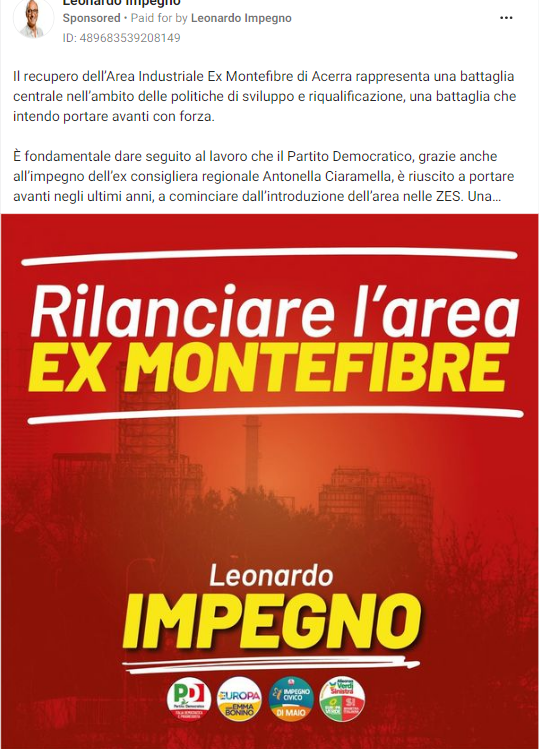 Leonardo Impegno
Sponsored • Paid for by Leonardo Impegno
ID: 489683539208149
Il recupero dell'Area Industriale Ex Montefibre di Acerra rappresenta una battaglia
centrale nell'ambito delle politiche di sviluppo e riqualificazione, una battaglia che
intendo portare avanti con forza.
È fondamentale dare seguito al lavoro che il Partito Democratico, grazie anche
all'impegno dell'ex consigliera regionale Antonella Ciaramella, è riuscito a portare
avanti negli ultimi anni, a cominciare dall'introduzione dell'area nelle ZES. Una...
Rilanciare l'area
EX MONTEFIBRE
Leonardo
IMPEGNO
PD
Partito Democratico
ITALIA DEMOCRATICA
E PROGRESSISTA
+EUROPA
EMMA
BONINO
IMPEGNO
CIVICO
DI MAIO
Alleanza
Verdi
Sinistra
SI